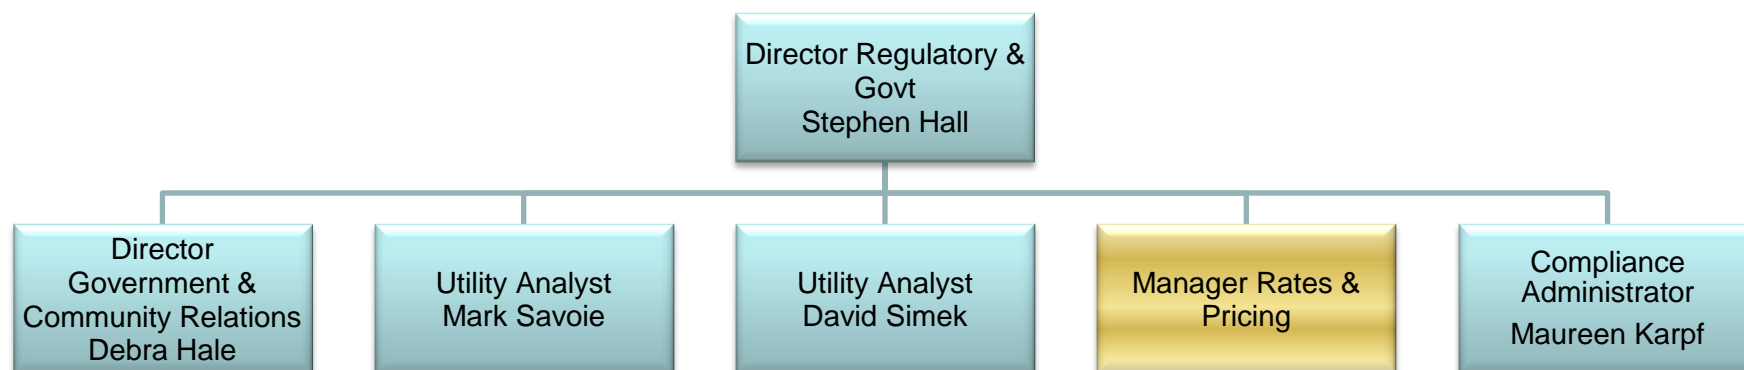 Director Regulatory &
Govt
Stephen Hall
Director
Government &
Community Relations
Debra Hale
Utility Analyst
Mark Savoie
Utility Analyst
David Simek
Manager Rates &
Pricing
Compliance
Administrator
Maureen Karpf